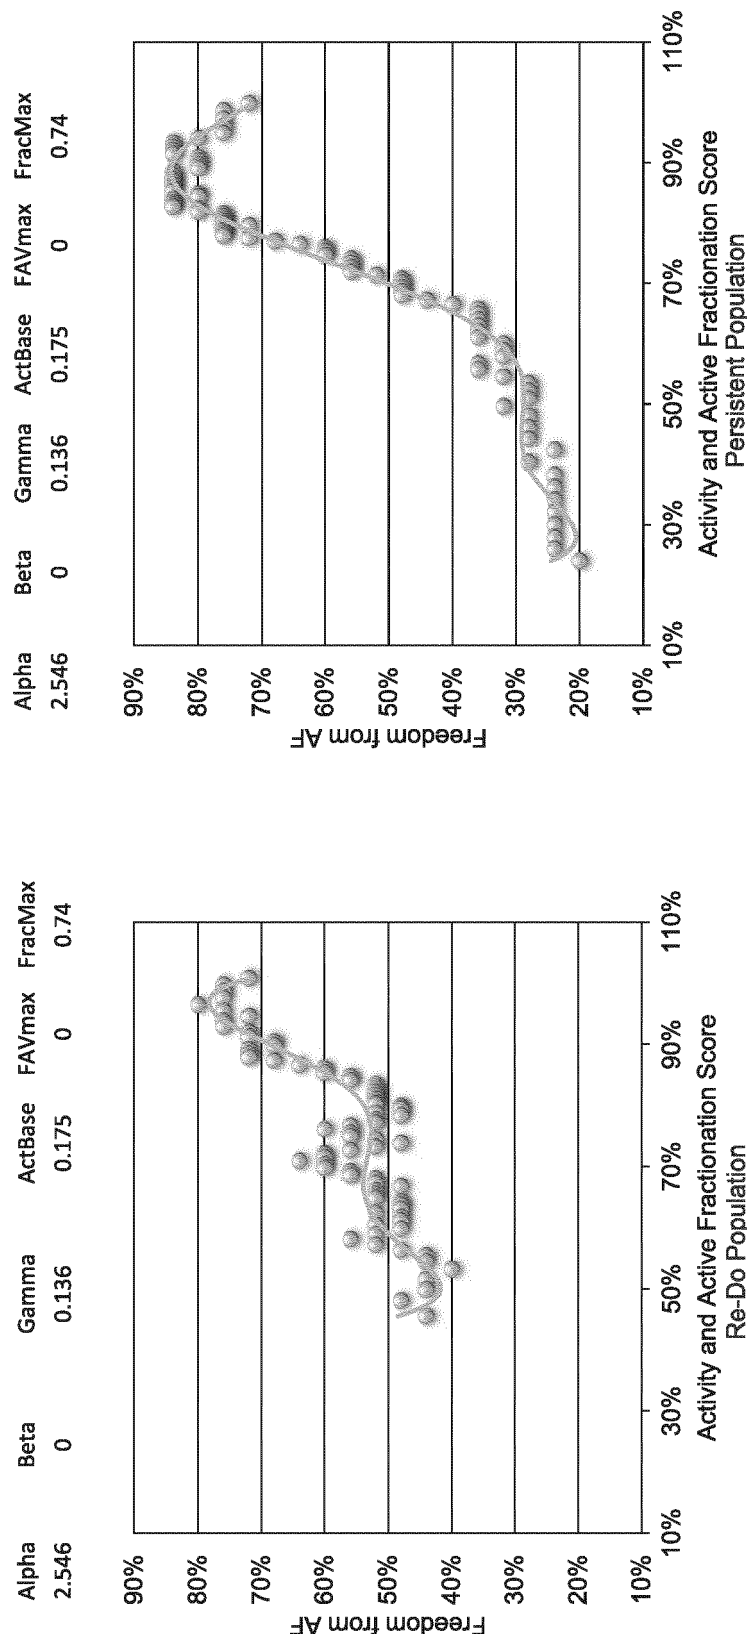 Alpha Beta Gamma ActBase FAVmax FracMax
2.546 0 0.136 0.175 0 0.74
90%
80%
70%
60%
50%
40%
30%
20%
10%
Freedom from AF
10% 30% 50% 70% 90% 110%
Activity and Active Fractionation Score
Re-Do Population
Alpha Beta Gamma ActBase FAVmax FracMax
2.546 0 0.136 0.175 0 0.74
90%
80%
70%
60%
50%
40%
30%
20%
10%
Freedom from AF
10% 30% 50% 70% 90% 110%
Activity and Active Fractionation Score
Persistent Population